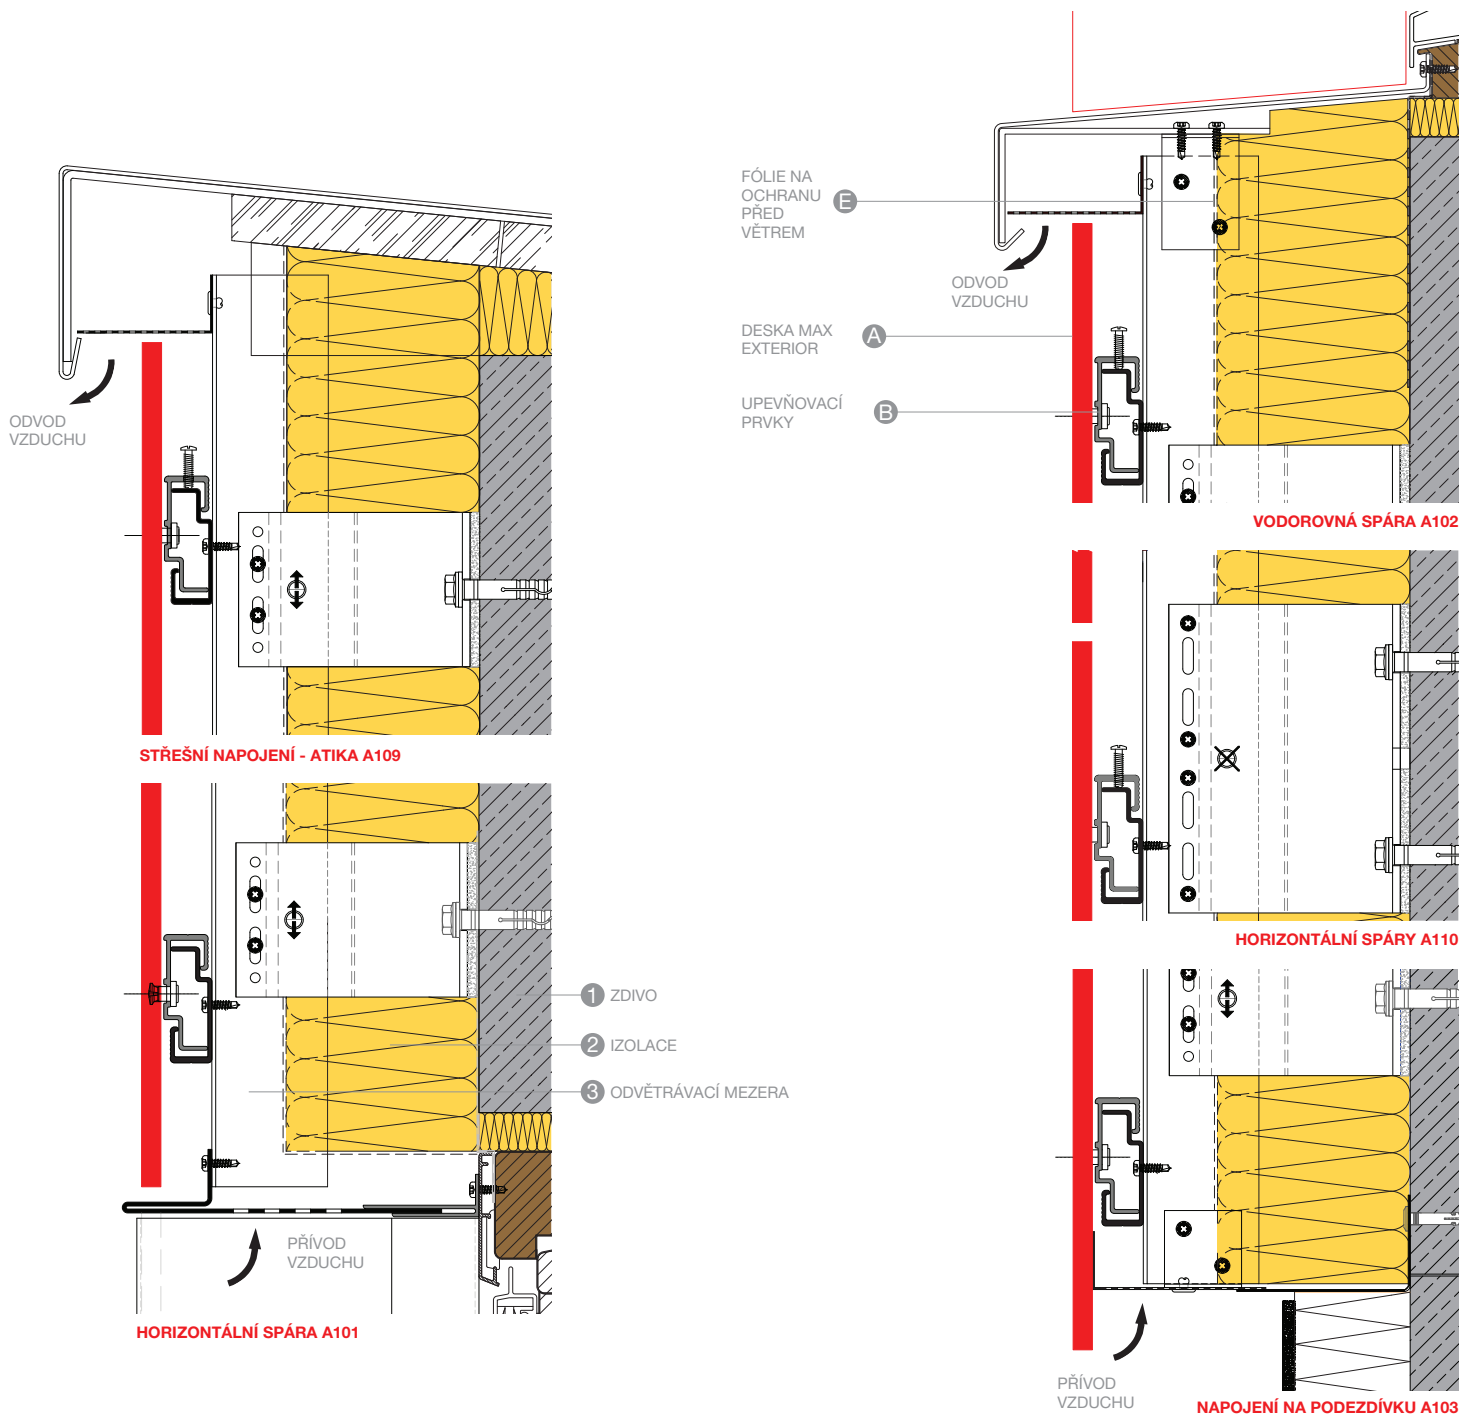 ODVOD
VZDUCHU
STŘEŠNÍ NAPOJENÍ - ATIKA A109
1 ZDIVO
2 IZOLACE
3 ODVĚTRÁVACÍ MEZERA
PŘÍVOD
VZDUCHU
HORIZONTÁLNÍ SPÁRA A101
FÓLIE NA
OCHRANU
PŘED
VĚTREM
E
ODVOD
VZDUCHU
DESKA MAX
EXTERIOR
A
UPEVŇOVACÍ
PRVKY
B
VODOROVNÁ SPÁRA A102
HORIZONTÁLNÍ SPÁRY A110
PŘÍVOD
VZDUCHU
NAPOJENÍ NA PODEZDÍVKU A103